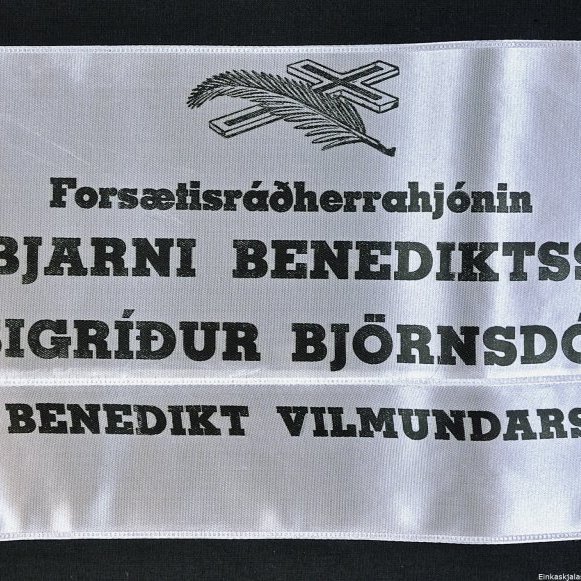 Forsætisráðherrahjónin
BJARNI BENEDIKTSS
SIGRÍÐUR BJÖRNSDÓ
BENEDIKT VILMUNDARS
Einkaskjala